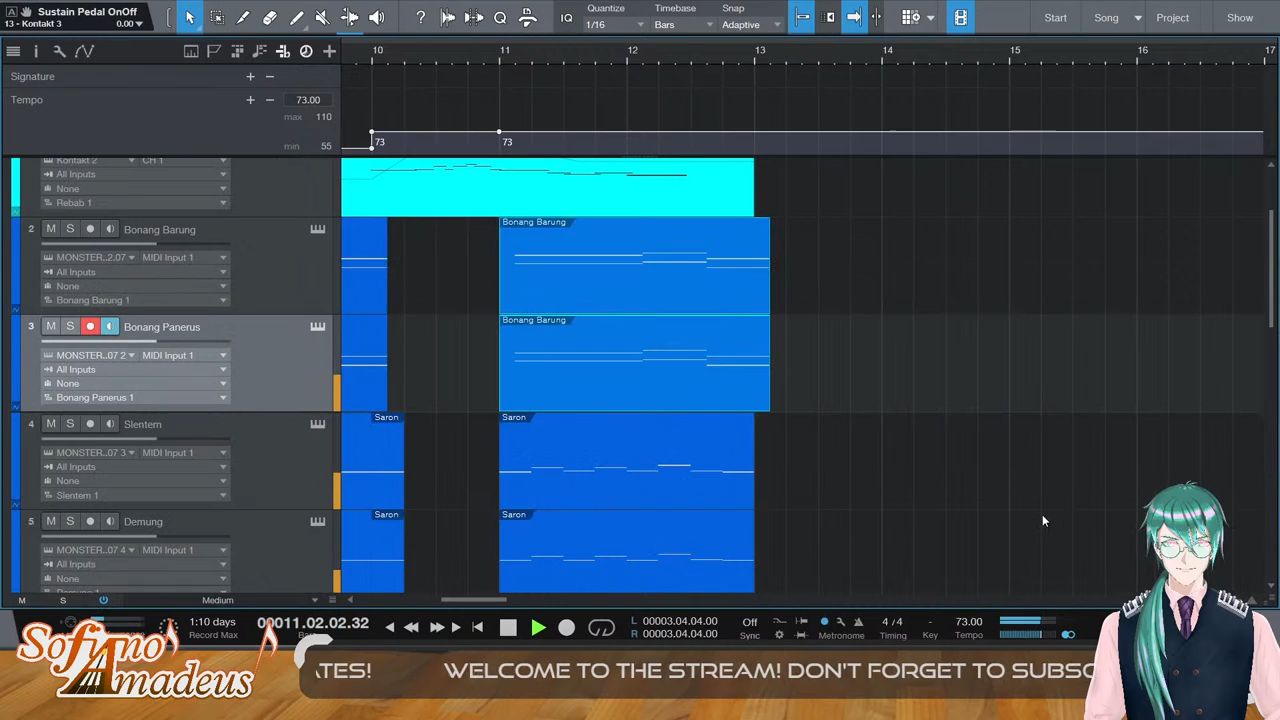 Sustain Pedal OnOff
13 - Kontakt 3 0.00
IQ
Quantize
1/16
Timebase
Bars
Snap
Adaptive
Start
Song
Project
Show
10 11 12 13 14 15 16 17
Signature
Tempo 73.00
max 110
min 55
73 73
Kontakt 2 CH 1
All Inputs
None
Rebab 1
2 M S Bonang Barung
MONSTER...2.07 MIDI Input 1
All Inputs
None
Bonang Barung 1
Bonang Barung
3 M S Bonang Panerus
MONSTER..07 2 MIDI Input 1
All Inputs
None
Bonang Panerus 1
Bonang Barung
4 M S Slentem
MONSTER..07 3 MIDI Input 1
All Inputs
None
Slentem 1
Saron Saron
5 M S Demung
MONSTER..07 4 MIDI Input 1
All Inputs
None
Saron Saron
M S Medium
1:10 days
Record Max
00011.02.02.32
L 00003.04.04.00
R 00003.04.04.00
Off
Sync
Metronome
4 / 4
Timing
-
Key
73.00
Tempo
Sofiano
Amadeus
ATES! WELCOME TO THE STREAM! DON'T FORGET TO SUBSC